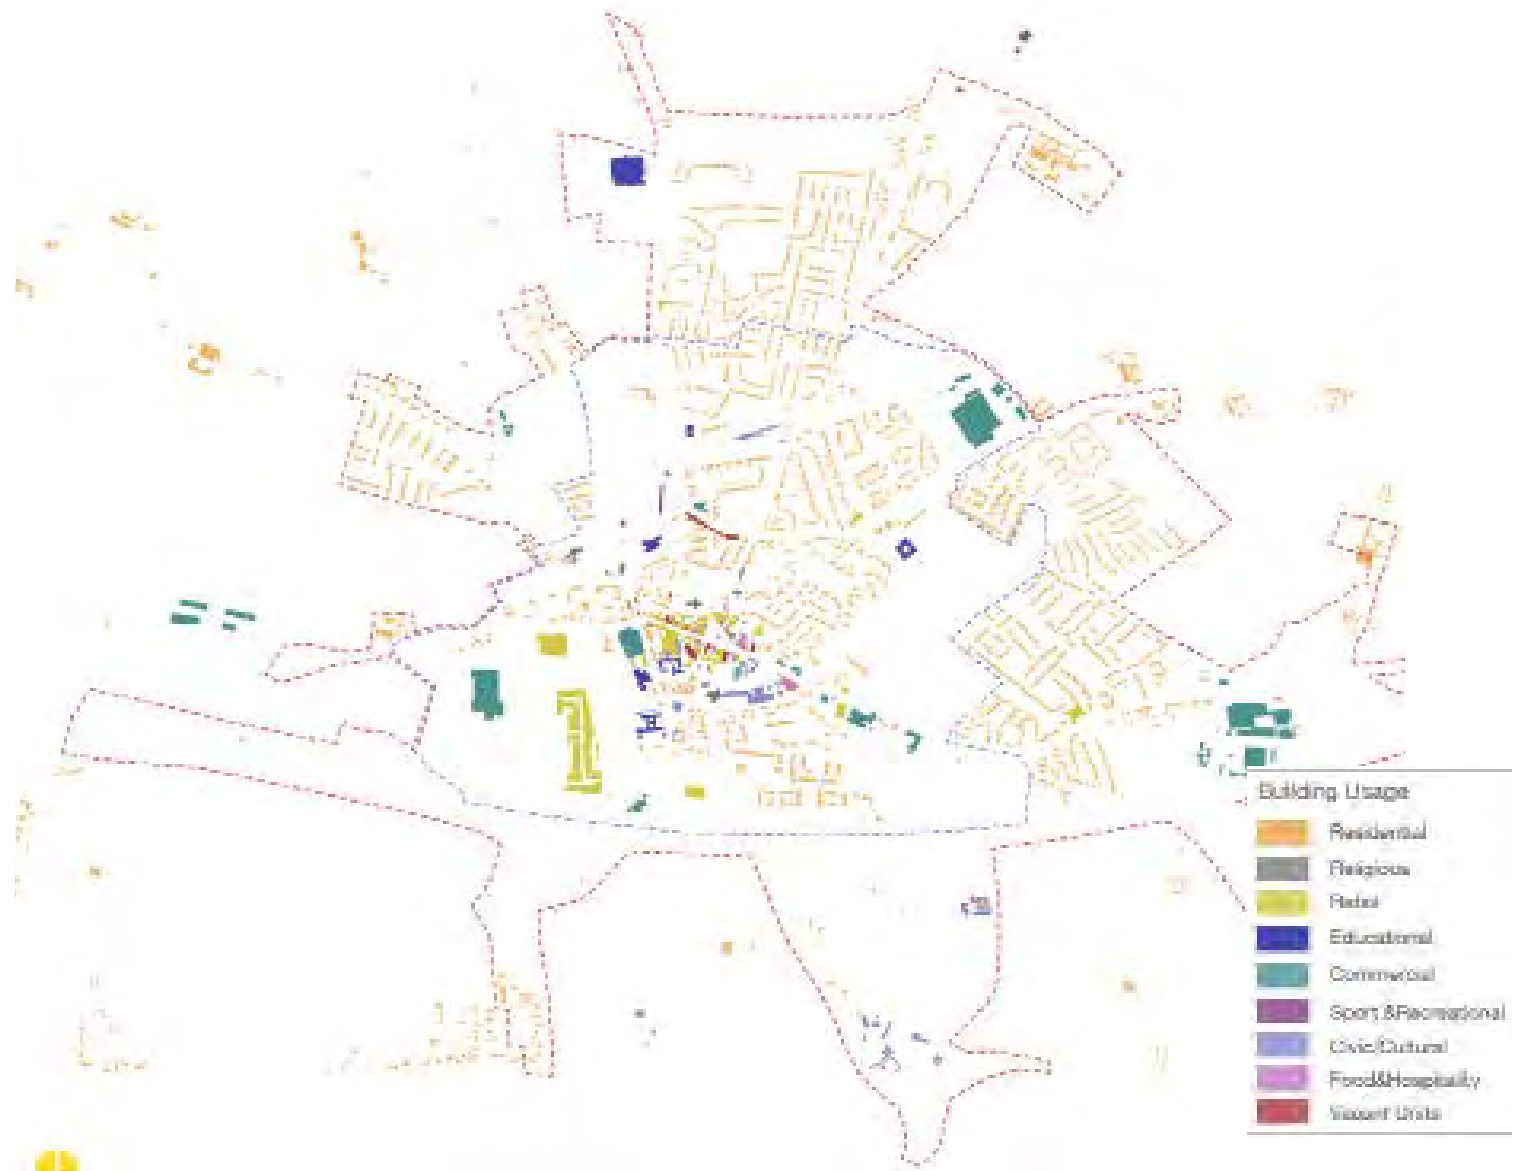 Building Usage
Residential
Religious
Retail
Educational
Commercial
Sport &Recreational
Civic/Cultural
Food&Hospitality
Vacant Units